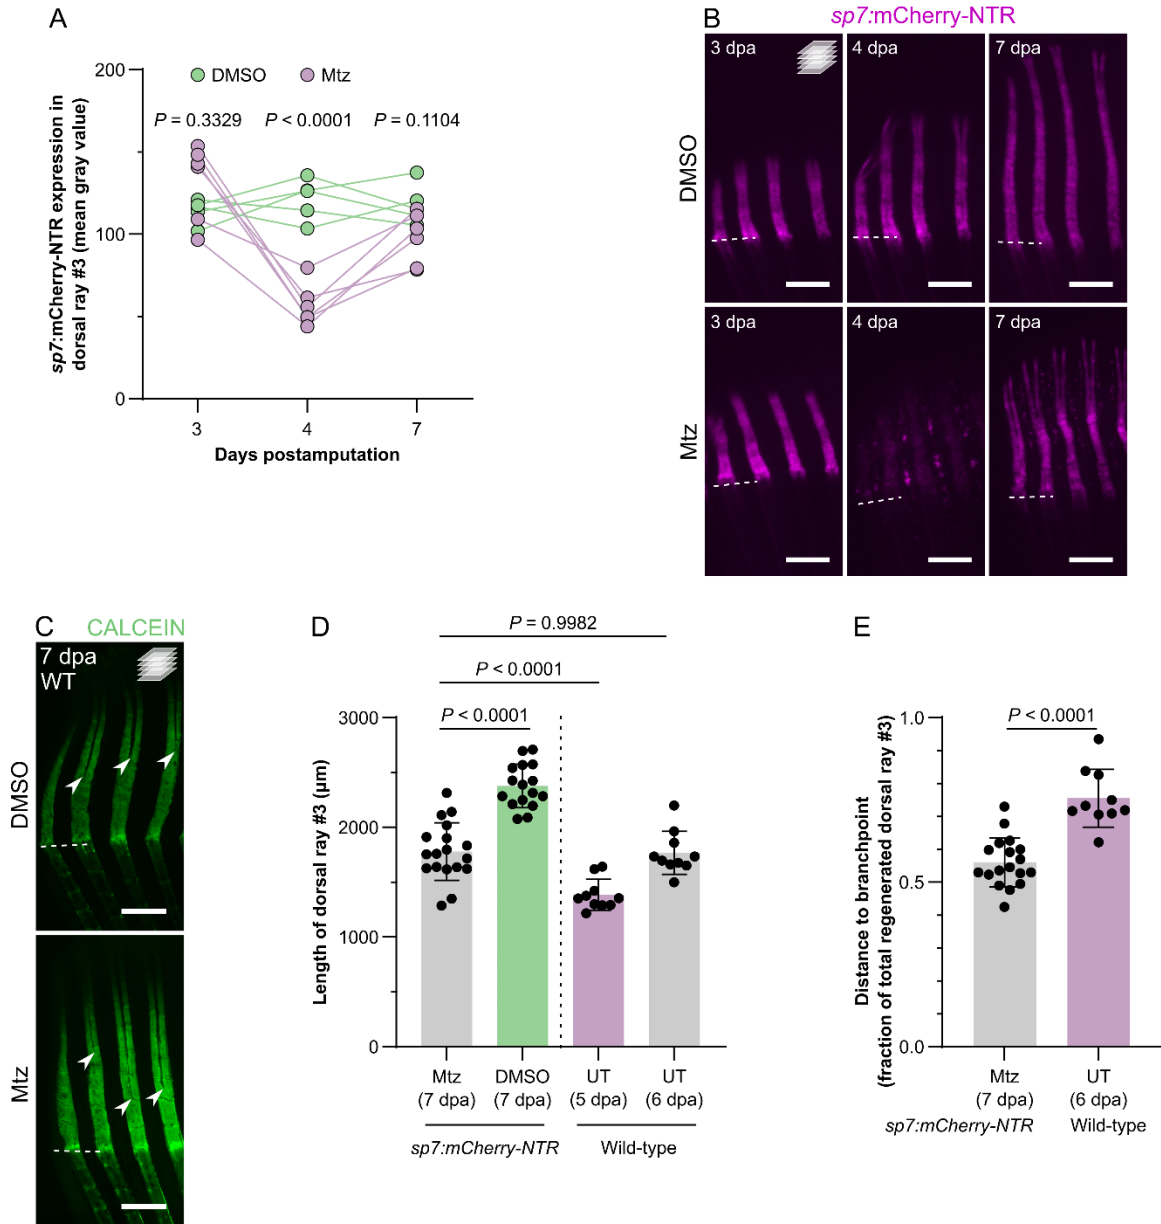 A
200
100
0
DMSO
Mtz
P = 0.3329
P < 0.0001
P = 0.1104
sp7:mCherry-NTR expression in
dorsal ray #3 (mean gray value)
3
4
7
Days postamputation
B
sp7:mCherry-NTR
3 dpa
4 dpa
7 dpa
DMSO
3 dpa
4 dpa
7 dpa
Mtz
C
CALCEIN
7 dpa
WT
DMSO
Mtz
D
P = 0.9982
P < 0.0001
P < 0.0001
3000
2000
1000
0
Length of dorsal ray #3 (µm)
Mtz
(7 dpa)
DMSO
(7 dpa)
UT
(5 dpa)
UT
(6 dpa)
sp7:mCherry-NTR
Wild-type
E
P < 0.0001
1.0
0.5
0.0
Distance to branchpoint
(fraction of total regenerated dorsal ray #3)
Mtz
(7 dpa)
UT
(6 dpa)
sp7:mCherry-NTR
Wild-type